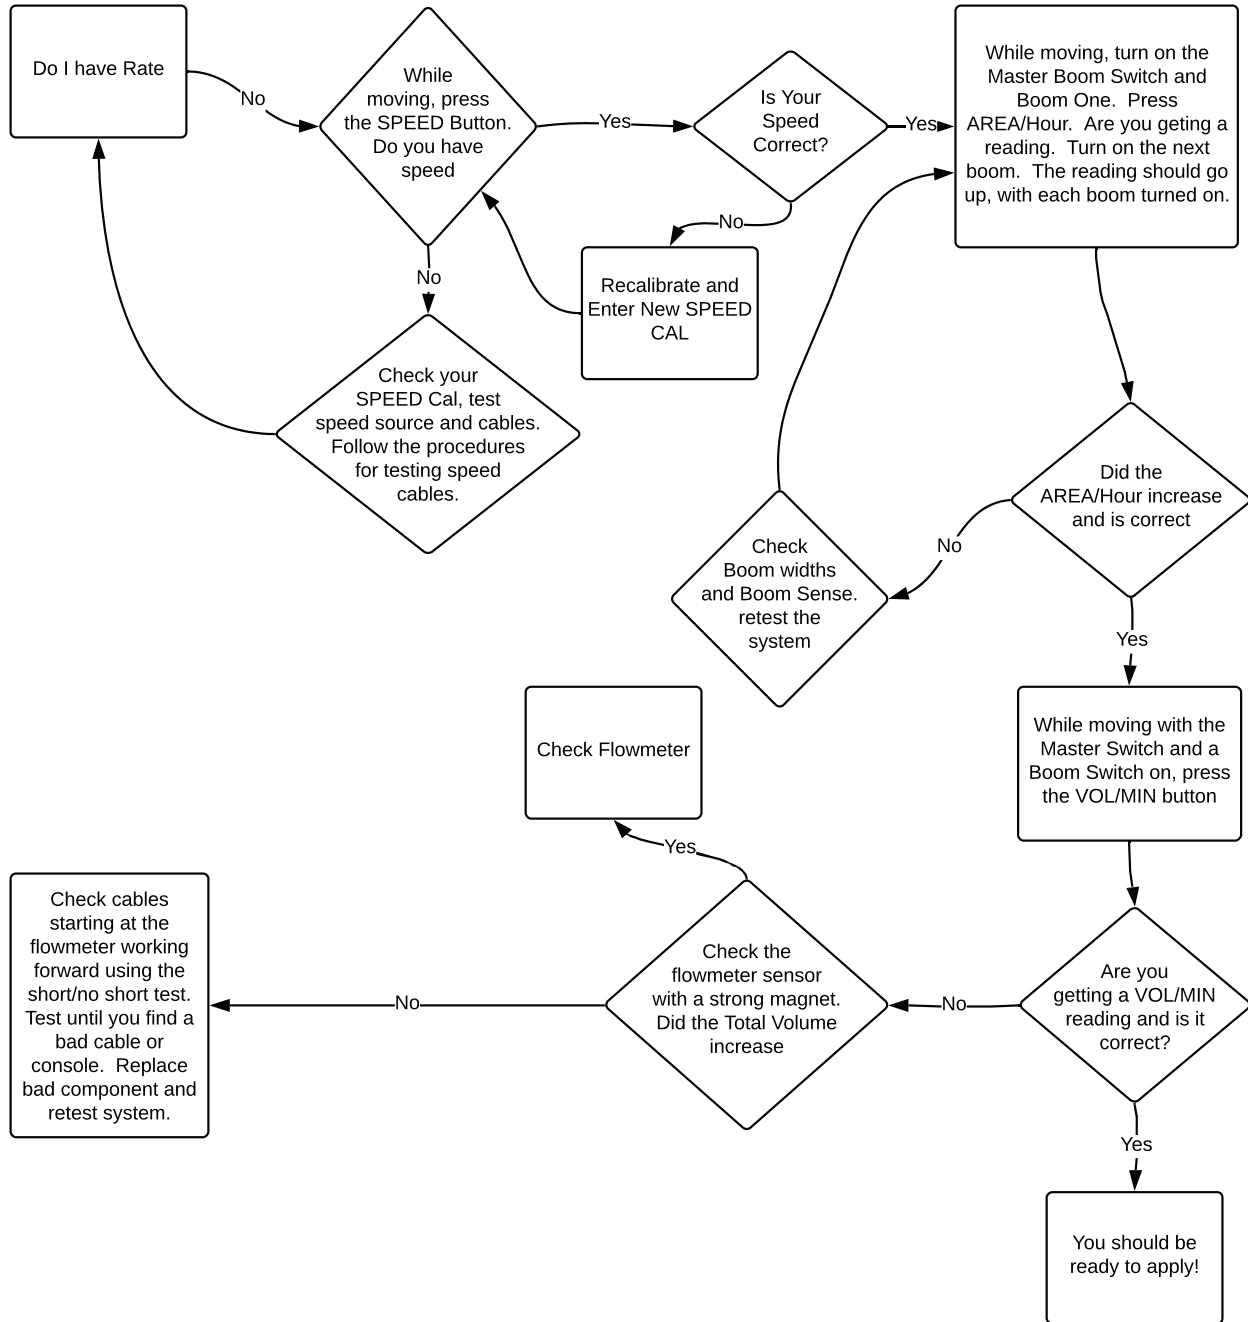 Do I have Rate
No
While
moving, press
the SPEED Button.
Do you have
speed
Yes
Is Your
Speed
Correct?
Yes
While moving, turn on the
Master Boom Switch and
Boom One.  Press
AREA/Hour.  Are you geting a
reading.  Turn on the next
boom.  The reading should go
up, with each boom turned on.
No
Recalibrate and
Enter New SPEED
CAL
No
Check your
SPEED Cal, test
speed source and cables.
Follow the procedures
for testing speed
cables.
Did the
AREA/Hour increase
and is correct
No
Check
Boom widths
and Boom Sense.
retest the
system
Yes
While moving with the
Master Switch and a
Boom Switch on, press
the VOL/MIN button
Are you
getting a VOL/MIN
reading and is it
correct?
No
Check the
flowmeter sensor
with a strong magnet.
Did the Total Volume
increase
Yes
Check Flowmeter
No
Check cables
starting at the
flowmeter working
forward using the
short/no short test.
Test until you find a
bad cable or
console.  Replace
bad component and
retest system.
Yes
You should be
ready to apply!